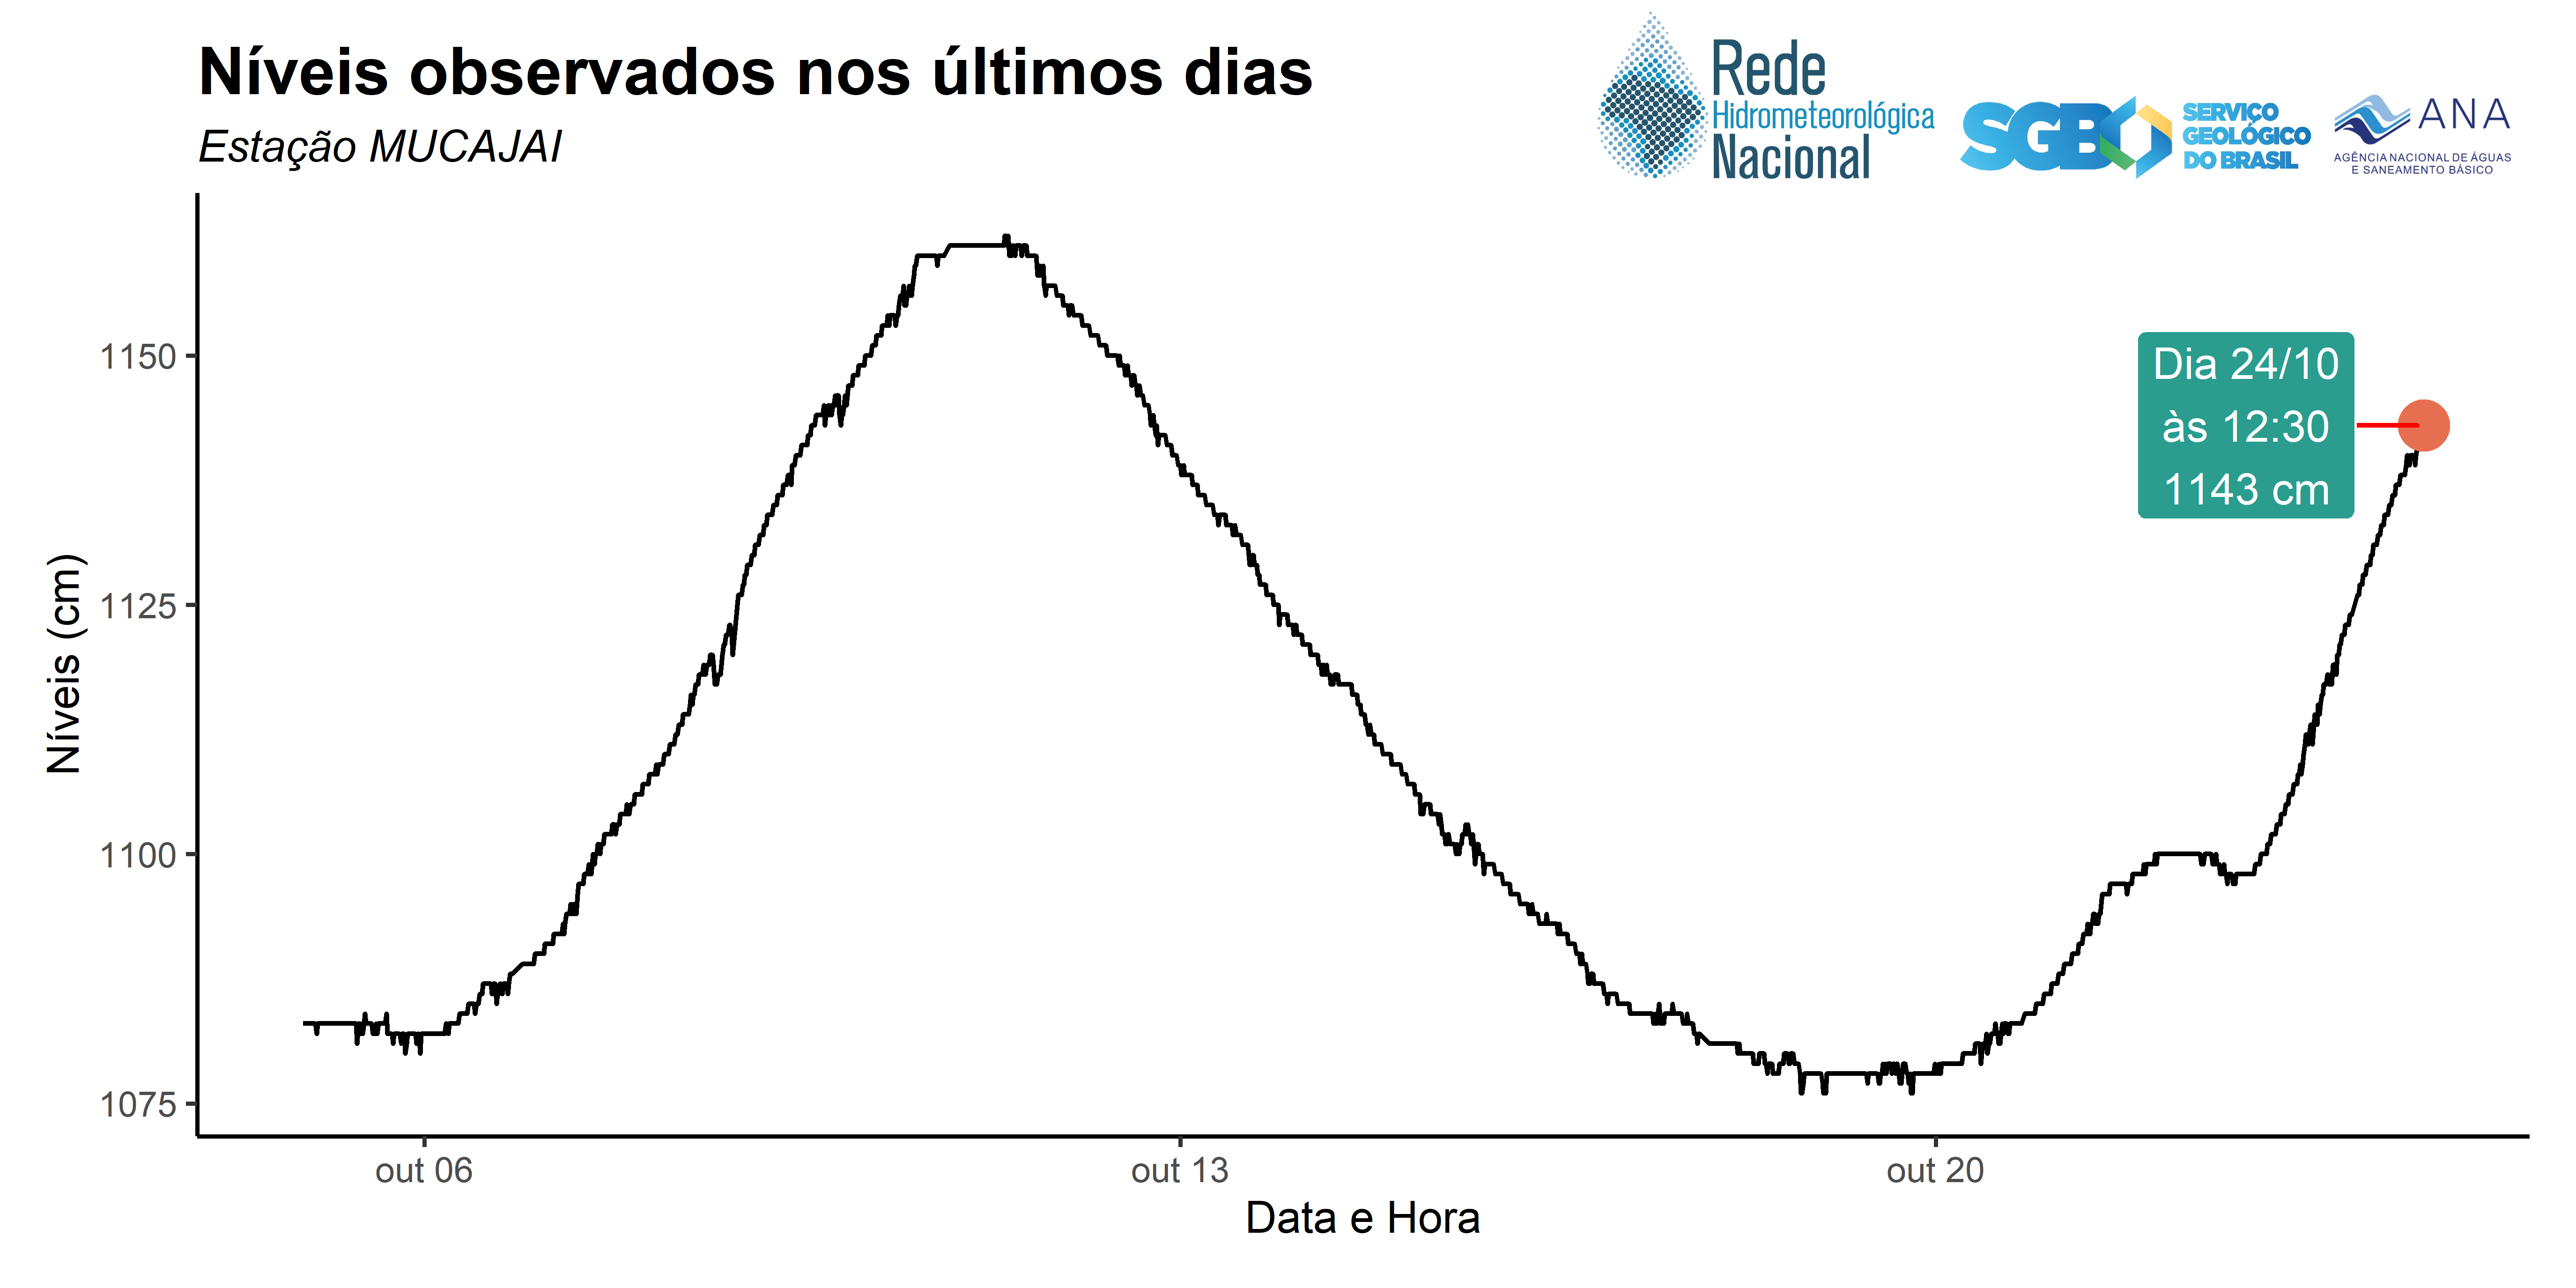 Níveis observados nos últimos dias
Estação MUCAJAI
Rede
Hidrometeorológica
Nacional
SGB
SERVIÇO
GEOLÓGICO
DO BRASIL
ANA
AGÊNCIA NACIONAL DE ÁGUAS
E SANEAMENTO BÁSICO
Níveis (cm)
1150
1125
1100
1075
Dia 24/10
às 12:30
1143 cm
out 06
out 13
out 20
Data e Hora